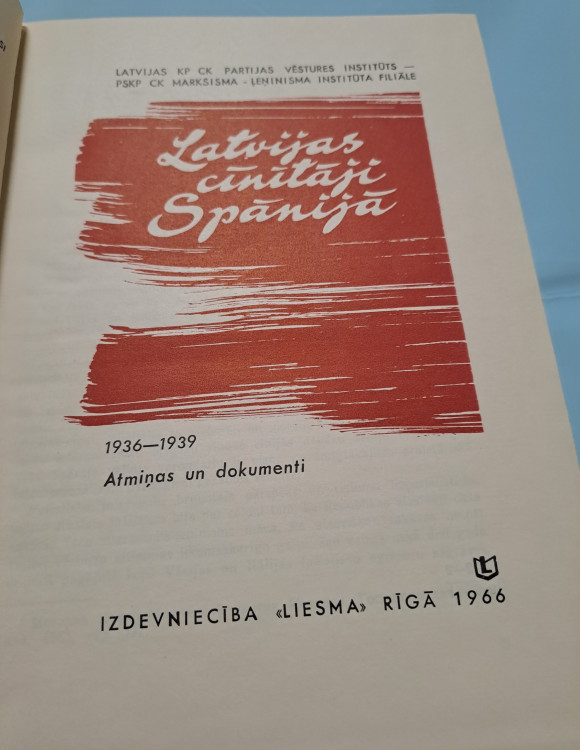 LATVIJAS KP CK PARTIJAS VĒSTURES INSTITŪTS —
PSKP CK MARKSISMA - ĻEŅINISMA INSTITŪTA FILIĀLE
Latvijas
cīnītāji
Spānijā
1936—1939
Atmiņas un dokumenti
L
IZDEVNIECĪBA «LIESMA» RĪGĀ 1966